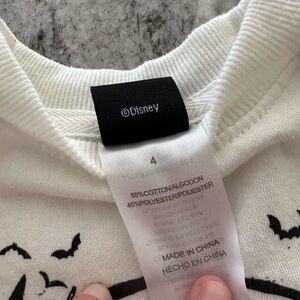 ©Disney
4
55%COTTON/ALGODON
45%POLYESTER/POLIESTER
MADE IN CHINA
HECHO EN CHINA